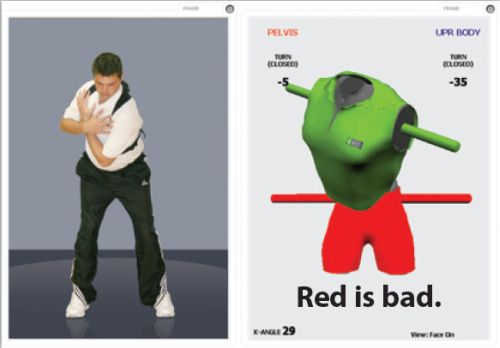 FRAME
FRAME
PELVIS
UPR BODY
TURN
(CLOSED)
-5
TURN
(CLOSED)
-35
Red is bad.
K-ANGLE 29
View: Face On